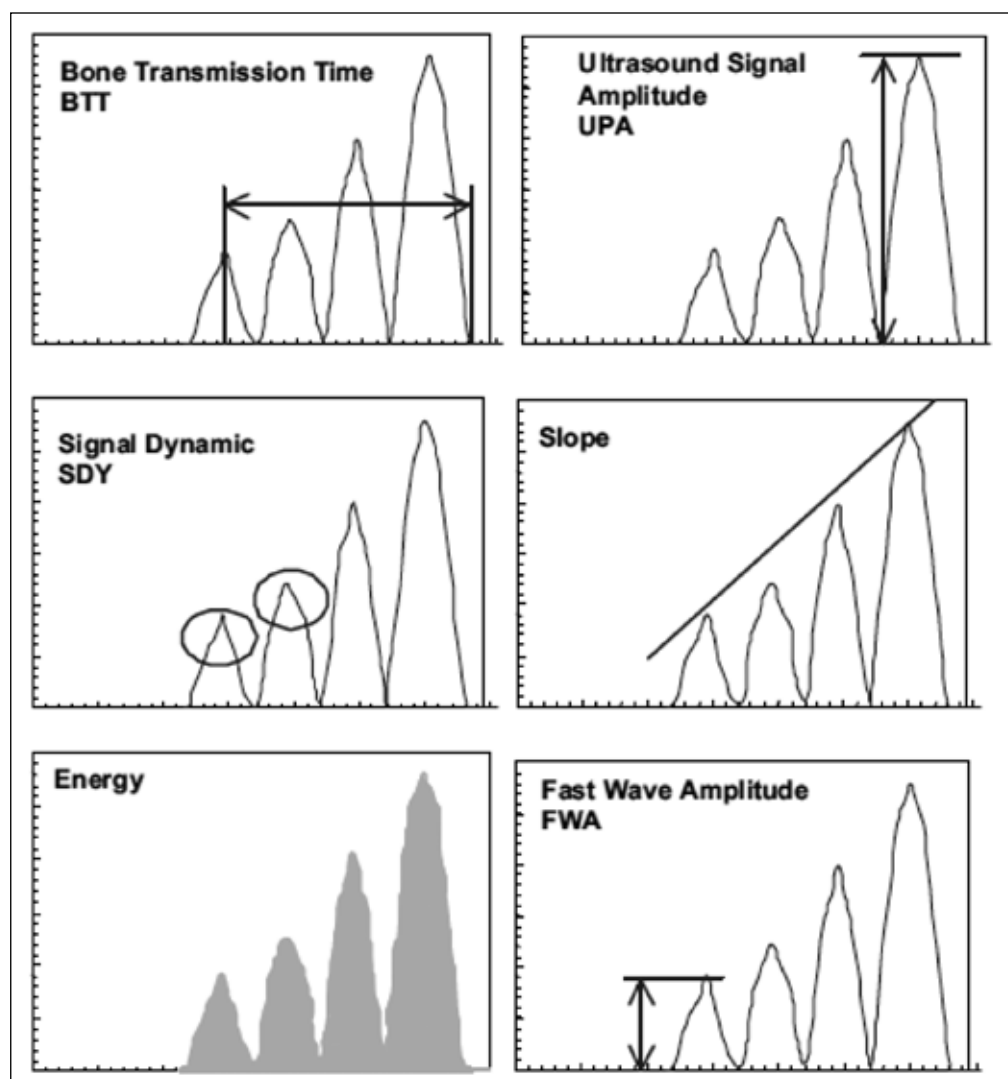 Bone Transmission Time
BTT
Ultrasound Signal
Amplitude
UPA
Signal Dynamic
SDY
Slope
Energy
Fast Wave Amplitude
FWA